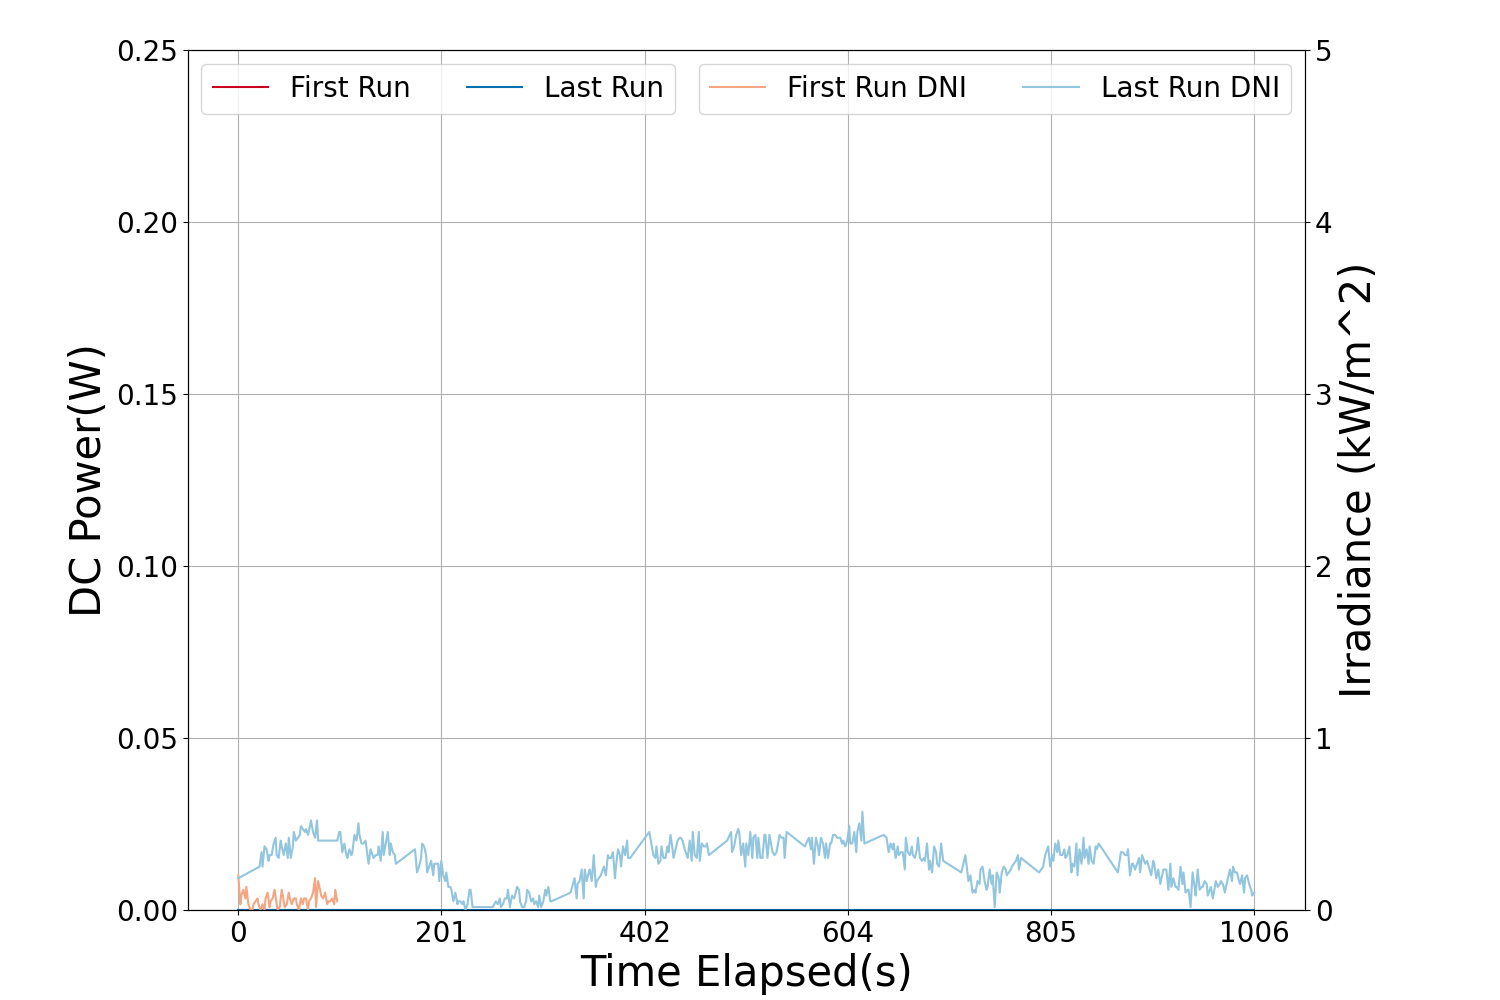 First Run
Last Run
First Run DNI
Last Run DNI
DC Power(W)
0.25
0.20
0.15
0.10
0.05
0.00
5
4
3
2
1
0
Irradiance (kW/m^2)
0 201 402 604 805 1006
Time Elapsed(s)